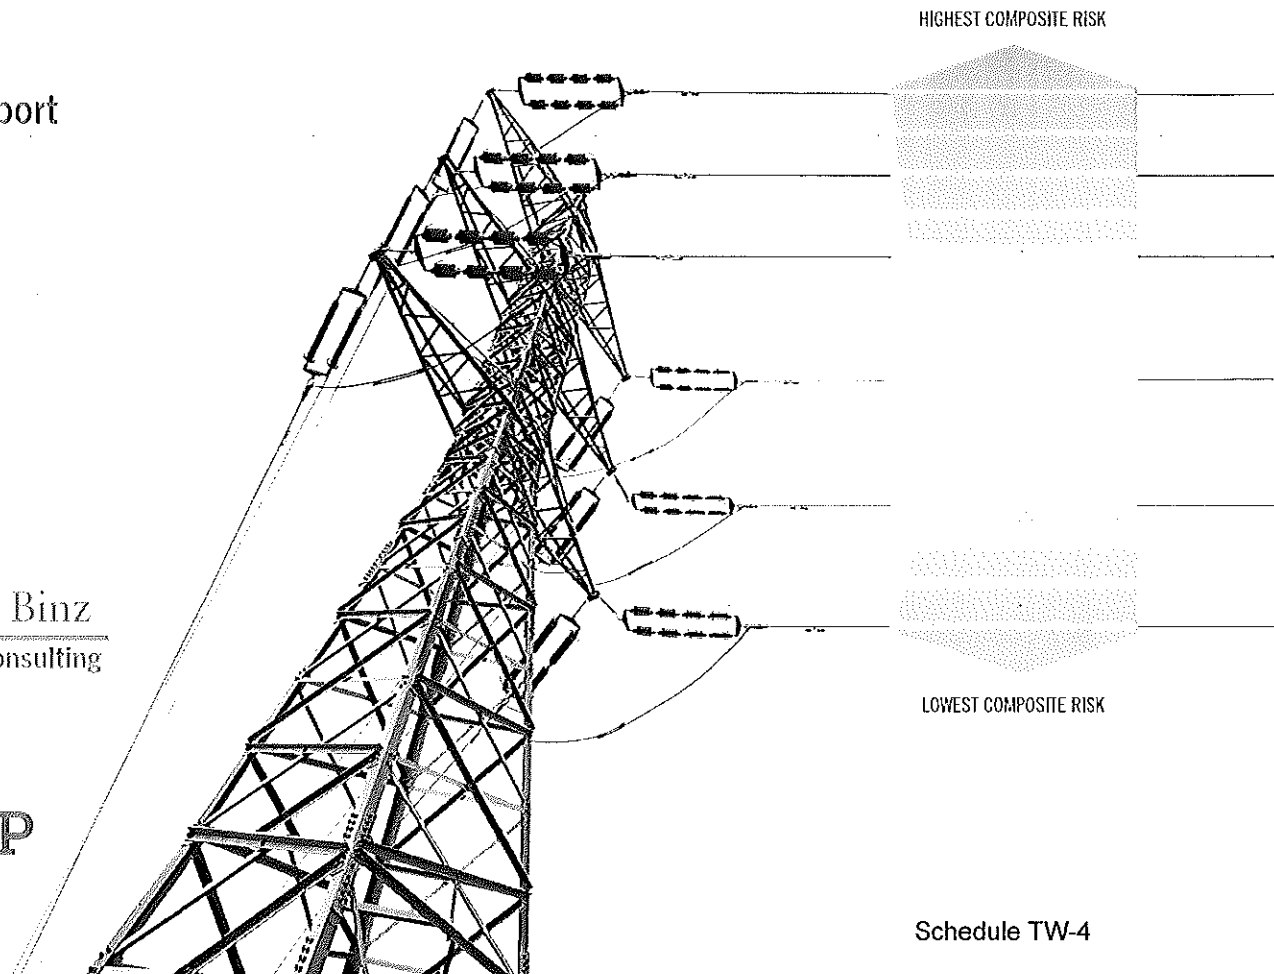 HIGHEST COMPOSITE RISK
port
Binz
onsulting
LOWEST COMPOSITE RISK
P
Schedule TW-4